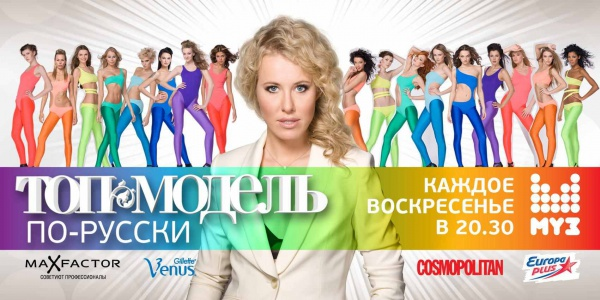 ТОП МОДЕЛЬ
ПО-РУССКИ
КАЖДОЕ
ВОСКРЕСЕНЬЕ
В 20.30
МУЗ
MAXFACTOR
СОВЕТУЮТ ПРОФЕССИОНАЛЫ
Gillette
Venus
COSMOPOLITAN
Europa
PLUS